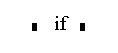 ▪ if ▪